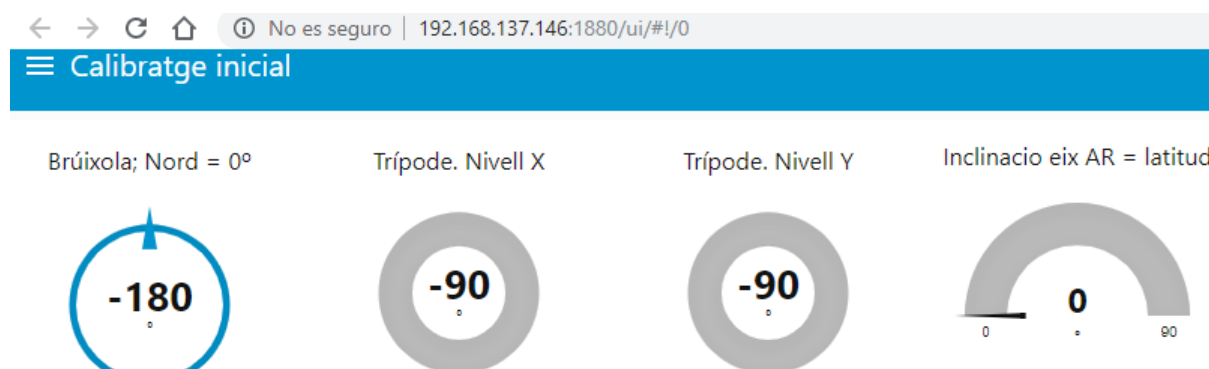 No es seguro | 192.168.137.146:1880/ui/#!/0
Calibratge inicial
Brúixola; Nord = 0º
Trípode. Nivell X
Trípode. Nivell Y
Inclinacio eix AR = latitud
-180
º
-90
º
-90
º
0
0
º
90